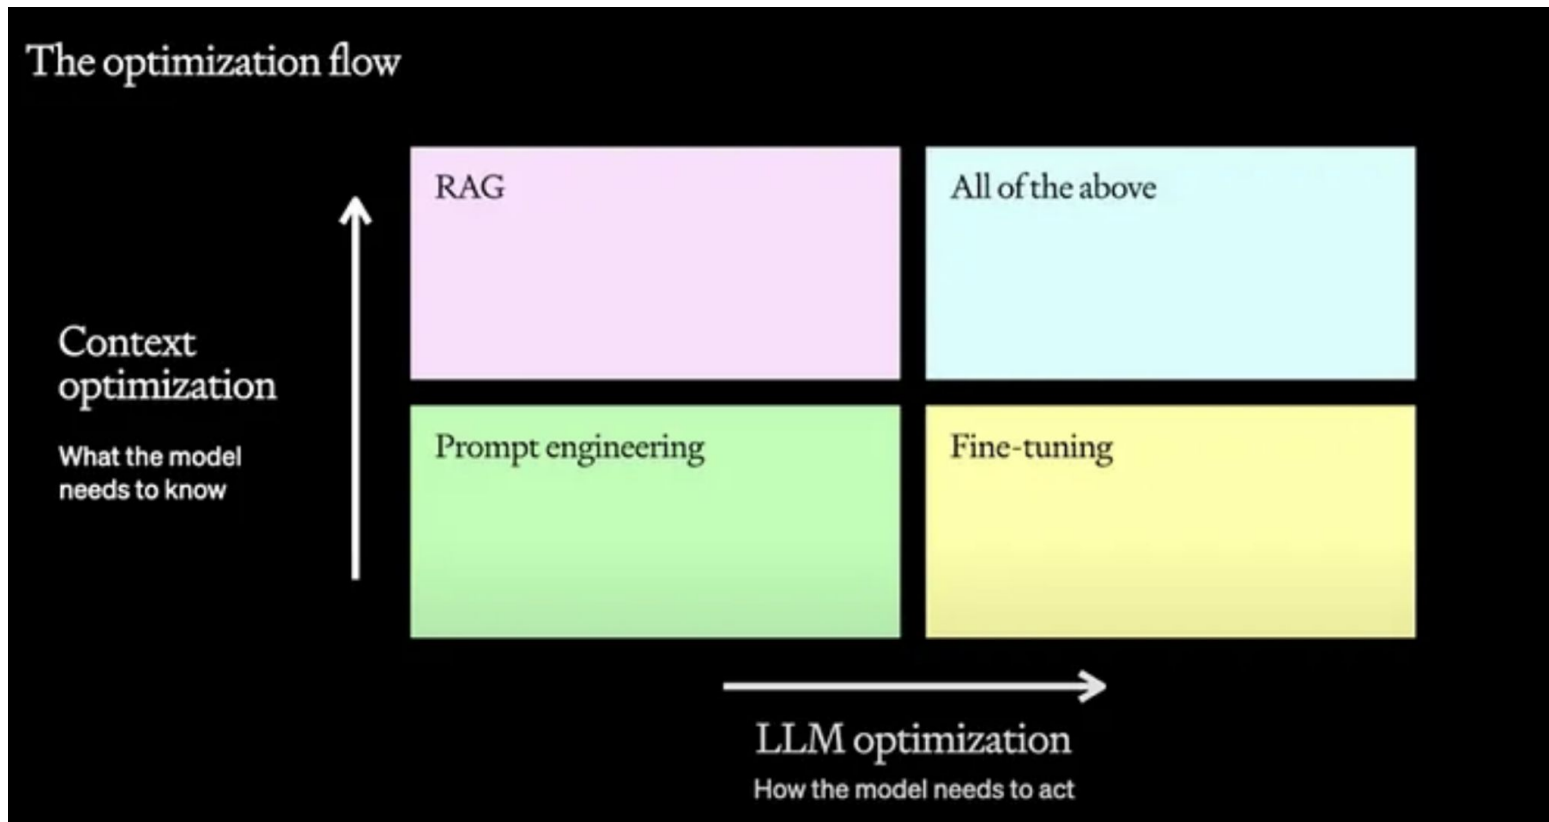 The optimization flow
RAG
All of the above
Context
optimization
What the model
needs to know
Prompt engineering
Fine-tuning
LLM optimization
How the model needs to act